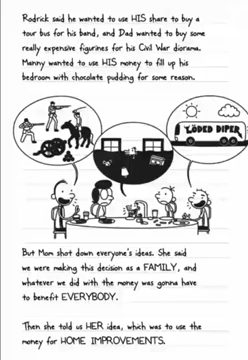 Rodrick said he wanted to use HIS share to buy a
tour bus for his band, and Dad wanted to buy some
really expensive figurines for his Civil War diorama.
Manny wanted to use HIS money to fill up his
bedroom with chocolate pudding for some reason.
LÖDED DIPER
But Mom shot down everyone's ideas. She said
we were making this decision as a FAMILY, and
whatever we did with the money was gonna have
to benefit EVERYBODY.
Then she told us HER idea, which was to use the
money for HOME IMPROVEMENTS.